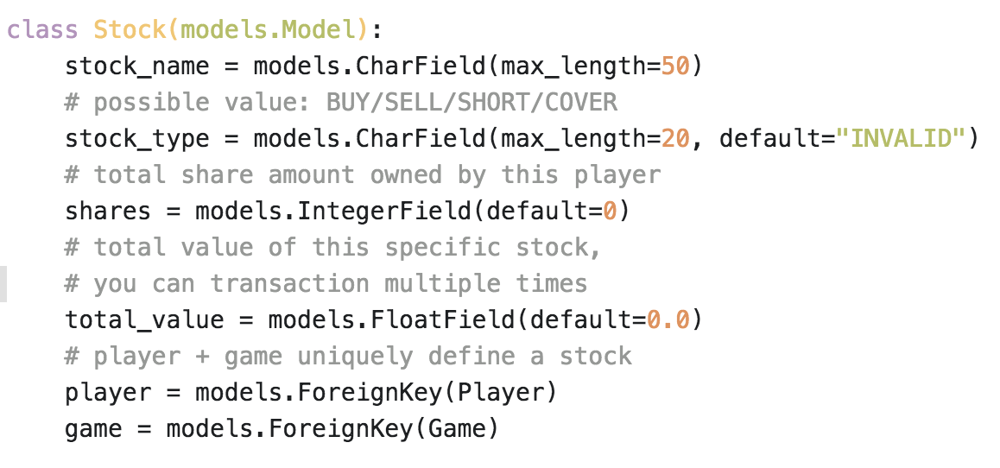 class Stock(models.Model):
    stock_name = models.CharField(max_length=50)
    # possible value: BUY/SELL/SHORT/COVER
    stock_type = models.CharField(max_length=20, default="INVALID")
    # total share amount owned by this player
    shares = models.IntegerField(default=0)
    # total value of this specific stock,
    # you can transaction multiple times
    total_value = models.FloatField(default=0.0)
    # player + game uniquely define a stock
    player = models.ForeignKey(Player)
    game = models.ForeignKey(Game)